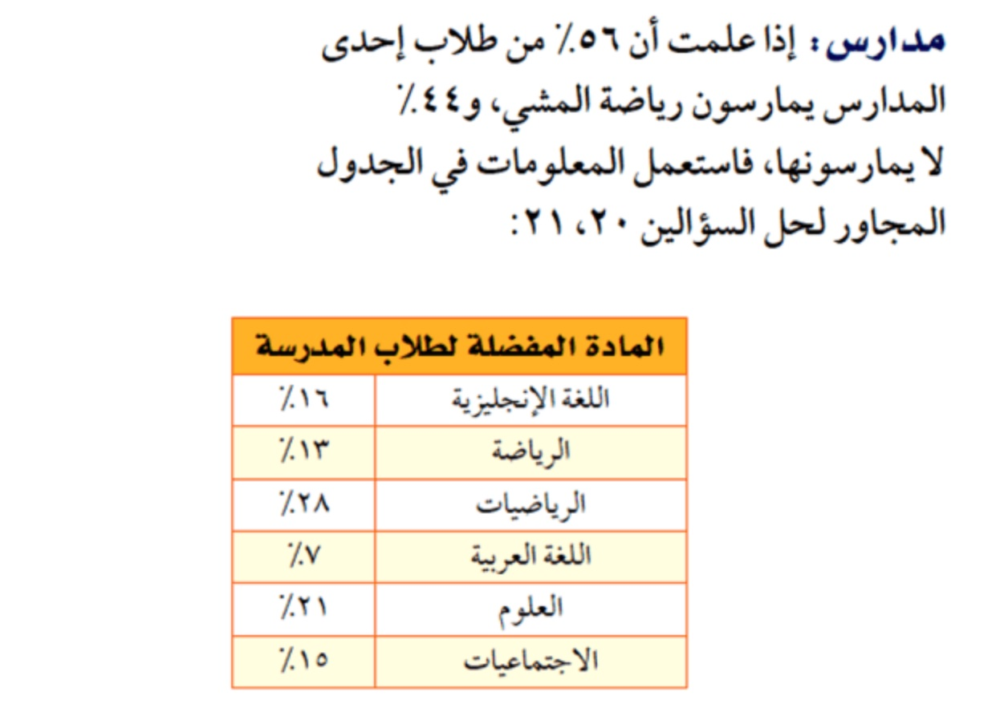 مدارس: إذا علمت أن ٥٦٪ من طلاب إحدى
المدارس يمارسون رياضة المشي، و٤٤٪
لا يمارسونها، فاستعمل المعلومات في الجدول
المجاور لحل السؤالين ٢٠، ٢١:
المادة المفضلة لطلاب المدرسة
اللغة الإنجليزية ١٦٪
الرياضة ١٣٪
الرياضيات ٢٨٪
اللغة العربية ٧٪
العلوم ٢١٪
الاجتماعيات ١٥٪